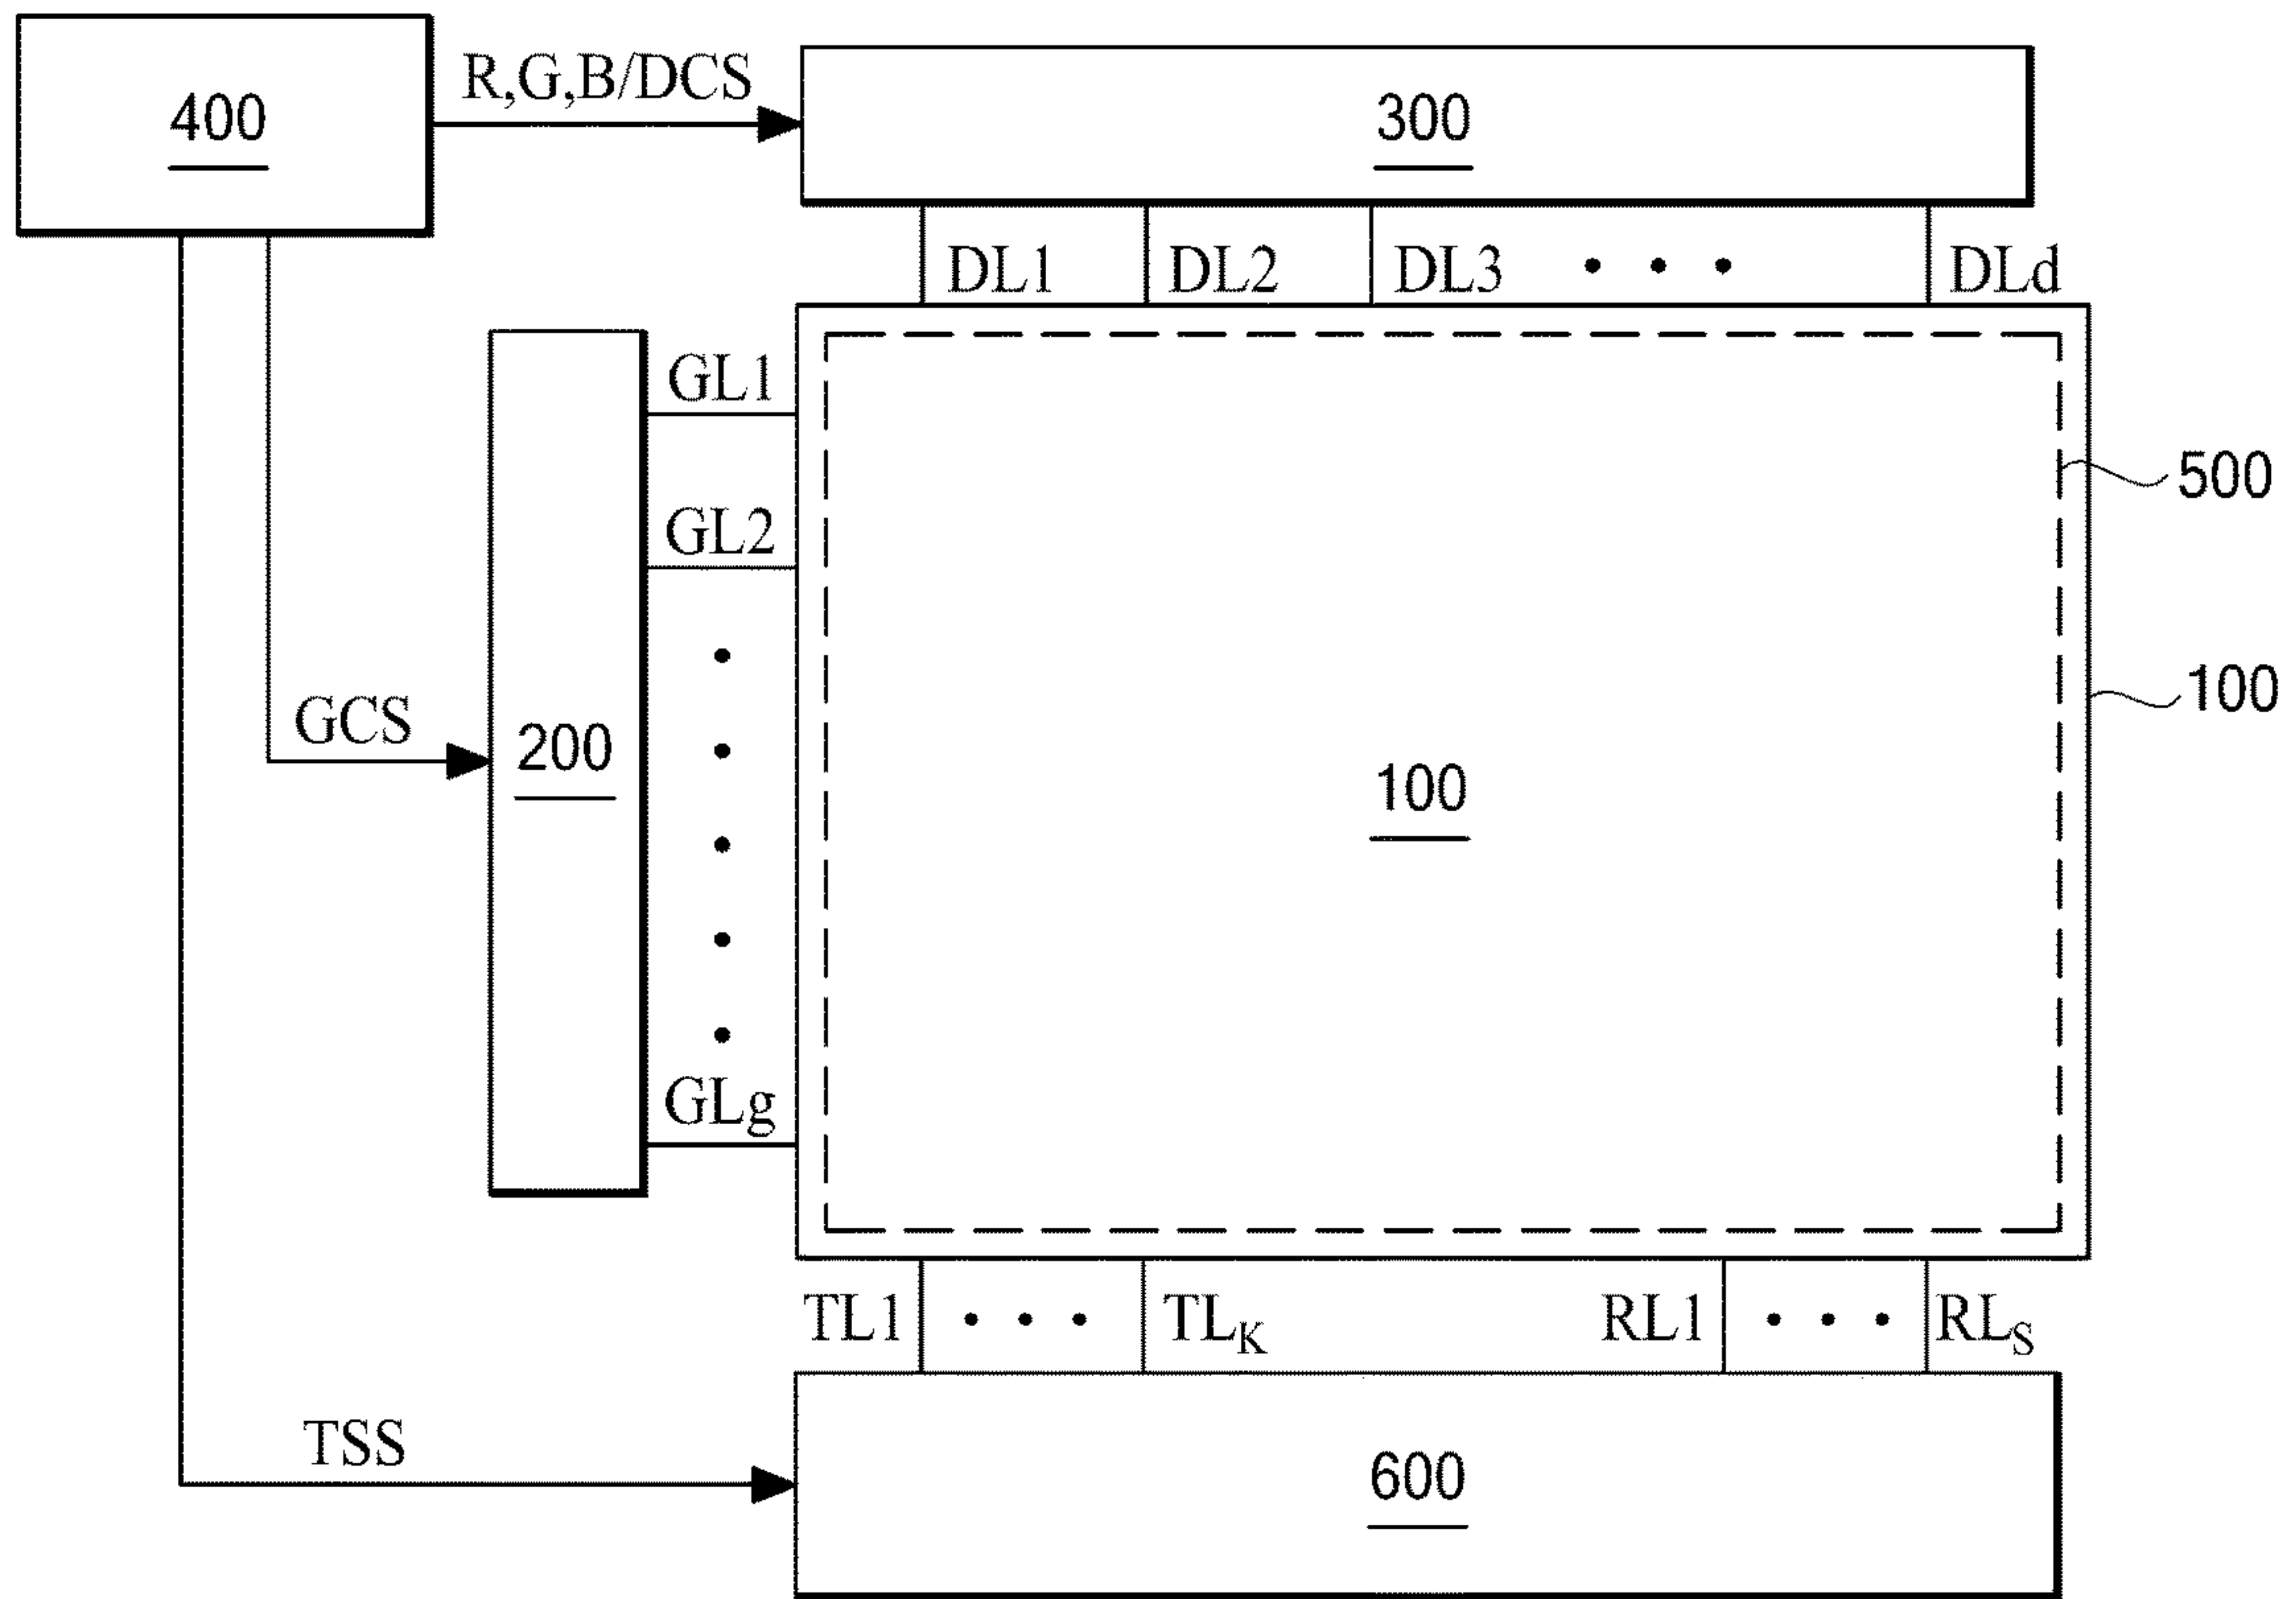 400
R,G,B/DCS
300
DL1
DL2
DL3
• • •
DLd
GL1
500
GL2
100
GCS
200
100
GLg
TL1
• • •
TLK
RL1
• • •
RLS
TSS
600